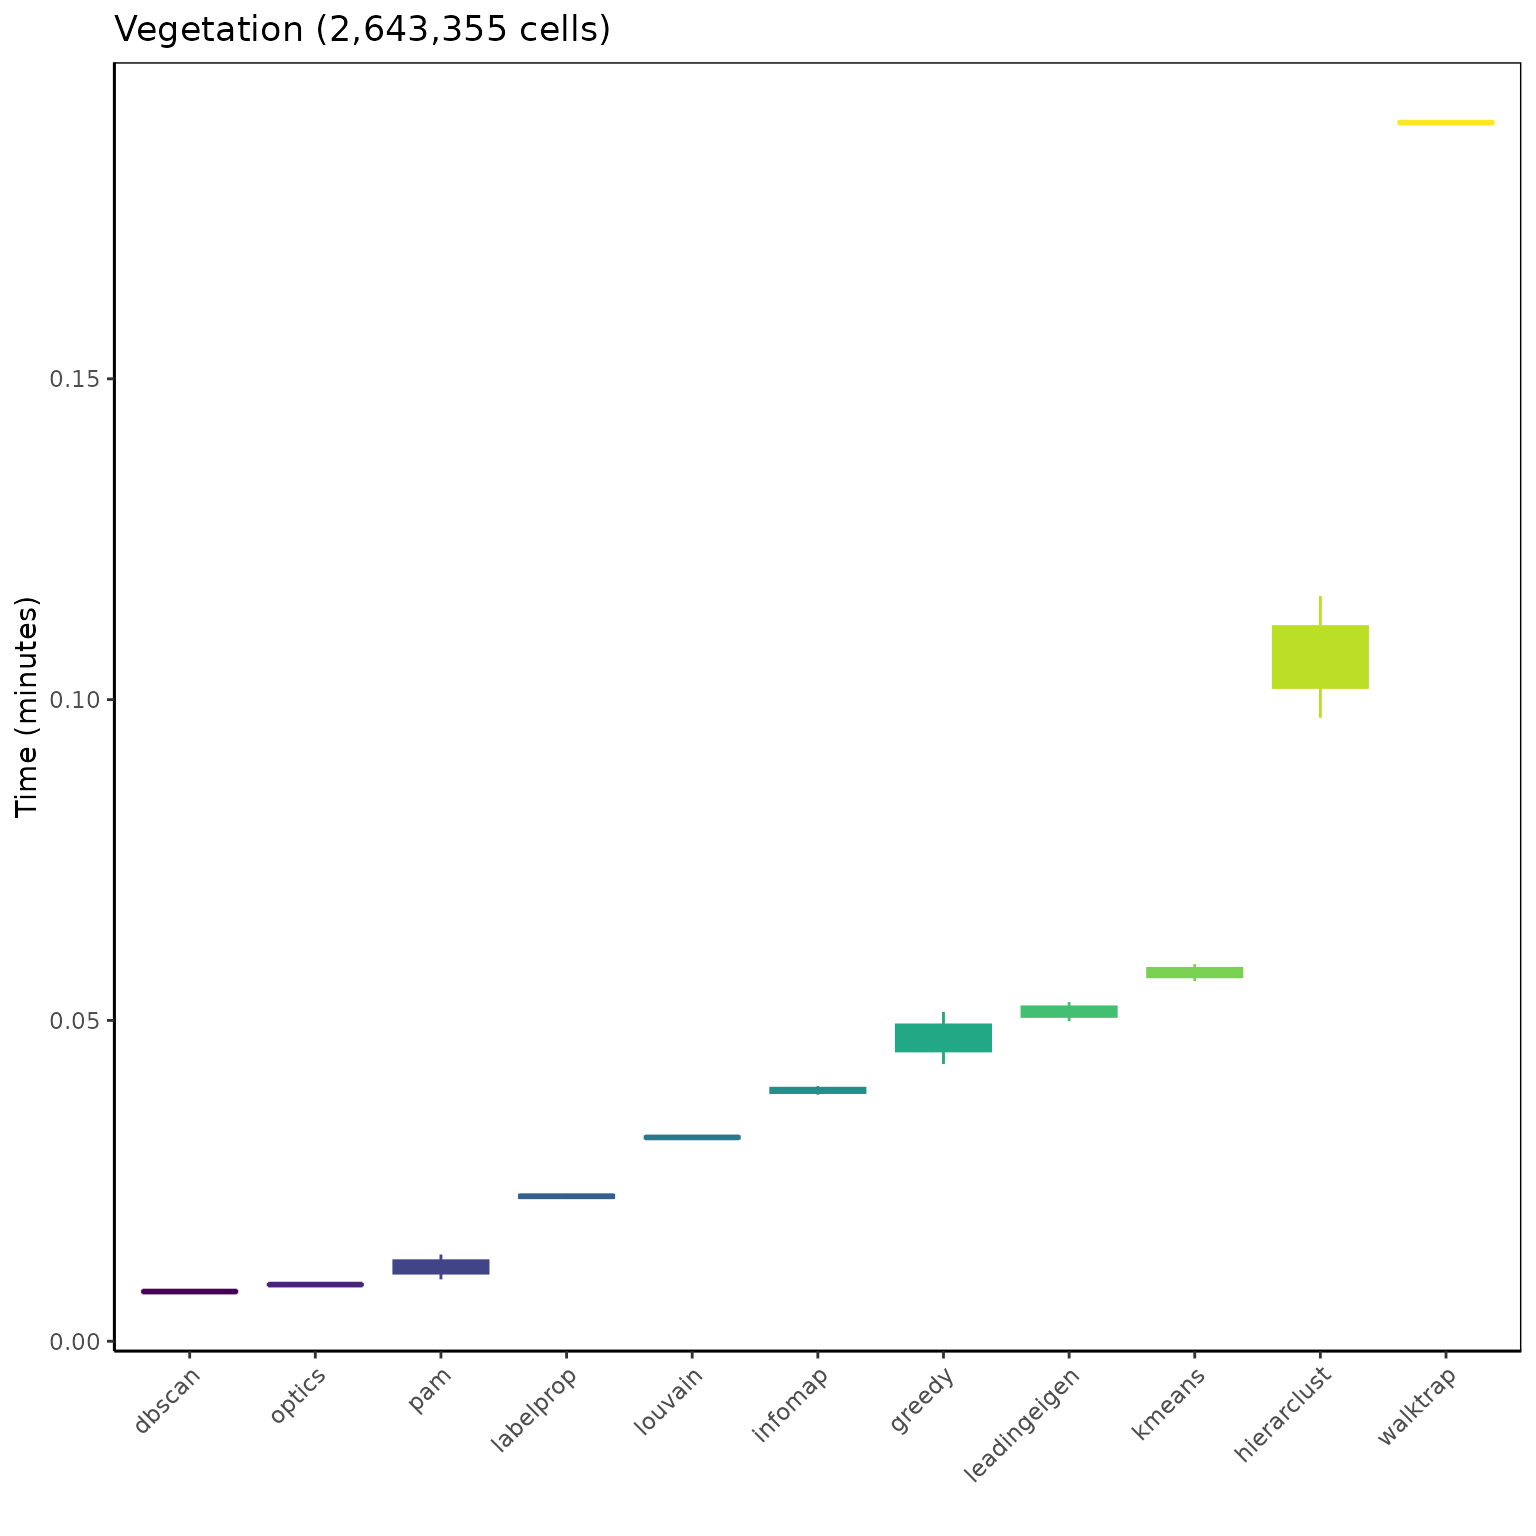 Vegetation (2,643,355 cells)
Time (minutes)
0.15
0.10
0.05
0.00
dbscan
optics
pam
labelprop
louvain
infomap
greedy
leadingeigen
kmeans
hierarclust
walktrap